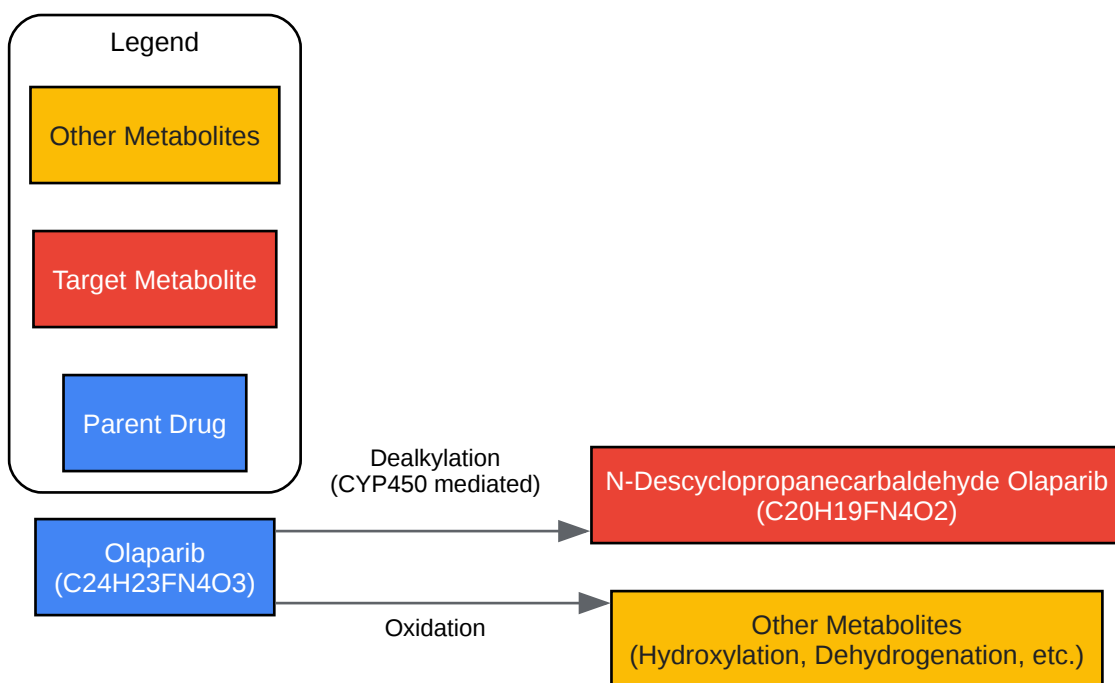 Legend
Other Metabolites
Target Metabolite
Parent Drug
Dealkylation
(CYP450 mediated)
N-Descyclopropanecarbaldehyde Olaparib
(C20H19FN4O2)
Olaparib
(C24H23FN4O3)
Oxidation
Other Metabolites
(Hydroxylation, Dehydrogenation, etc.)